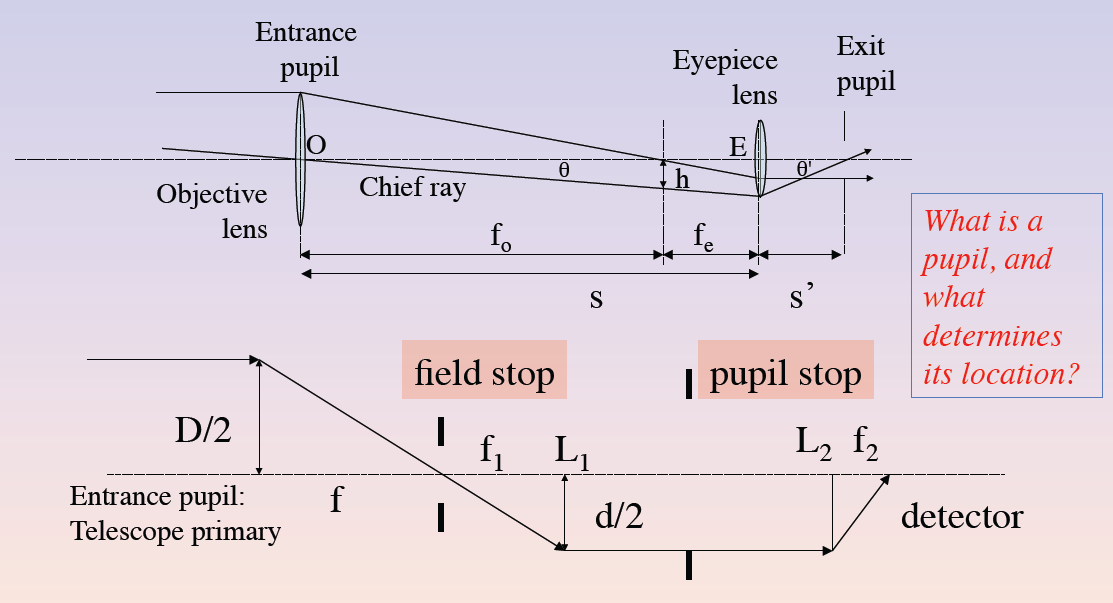 Entrance
pupil
Eyepiece
lens
Exit
pupil
O
E
θ
θ'
h
Chief ray
Objective
lens
fₒ
fₑ
s
s’
What is a
pupil, and
what
determines
its location?
field stop
pupil stop
D/2
f₁
L₁
L₂
f₂
Entrance pupil:
Telescope primary
f
d/2
detector